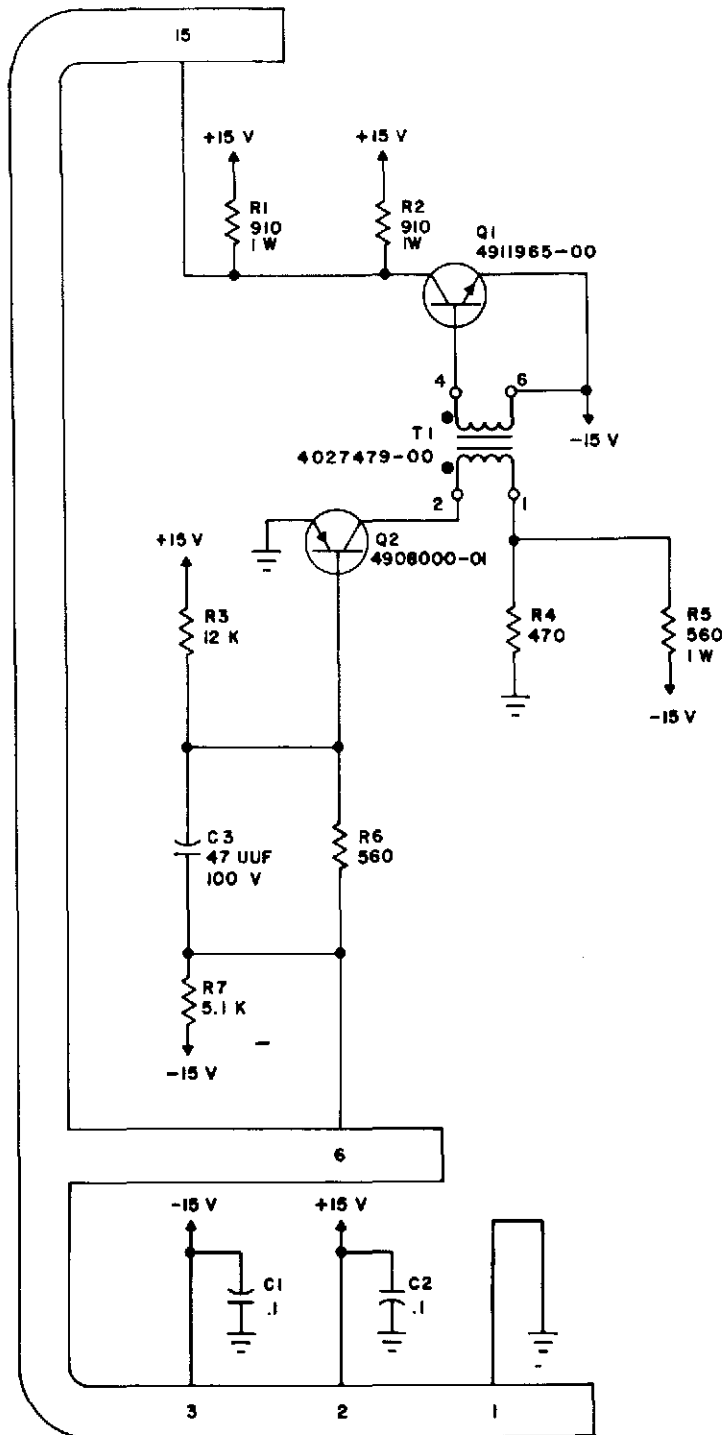 15
+15 V
+15 V
R1
910
1 W
R2
910
1W
Q1
4911965-00
4
6
T1
4027479-00
-15 V
2
1
Q2
4908000-01
+15 V
R3
12 K
R4
470
R5
560
1 W
-15 V
C3
47 UUF
100 V
R6
560
R7
5.1 K
-15 V
6
-15 V
+15 V
C1
.1
C2
.1
3
2
1